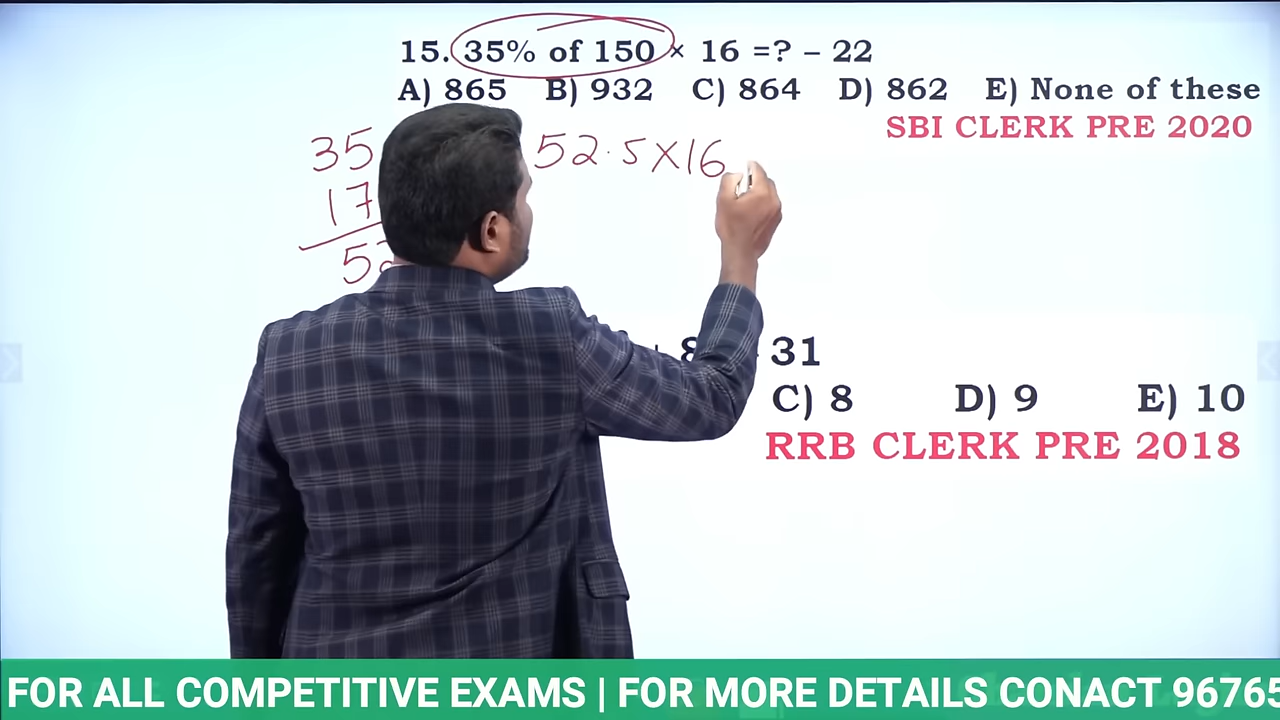 15. 35% of 150 × 16 =? – 22
A) 865 B) 932 C) 864 D) 862 E) None of these
SBI CLERK PRE 2020
35
17
52
52.5×16
31
C) 8 D) 9 E) 10
RRB CLERK PRE 2018
FOR ALL COMPETITIVE EXAMS | FOR MORE DETAILS CONACT 96765